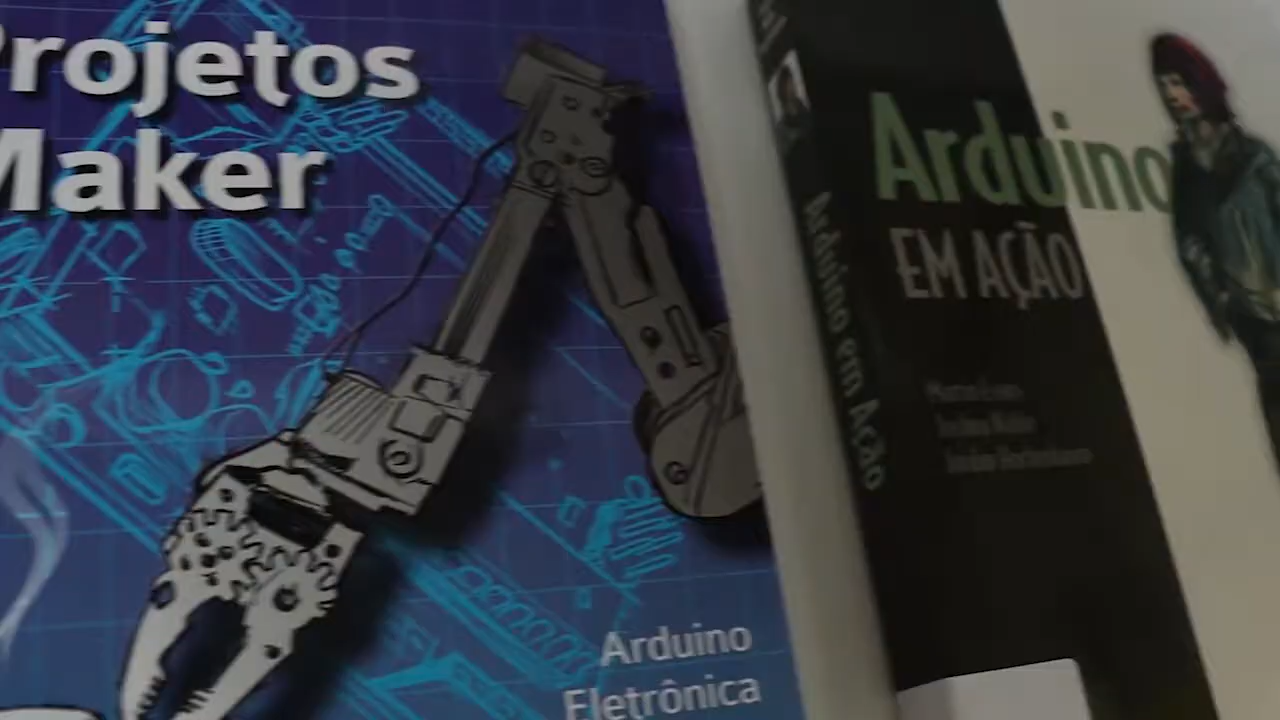 Projetos
Maker
Arduino
Eletrônica
Arduino em Ação
Arduino
EM AÇÃO